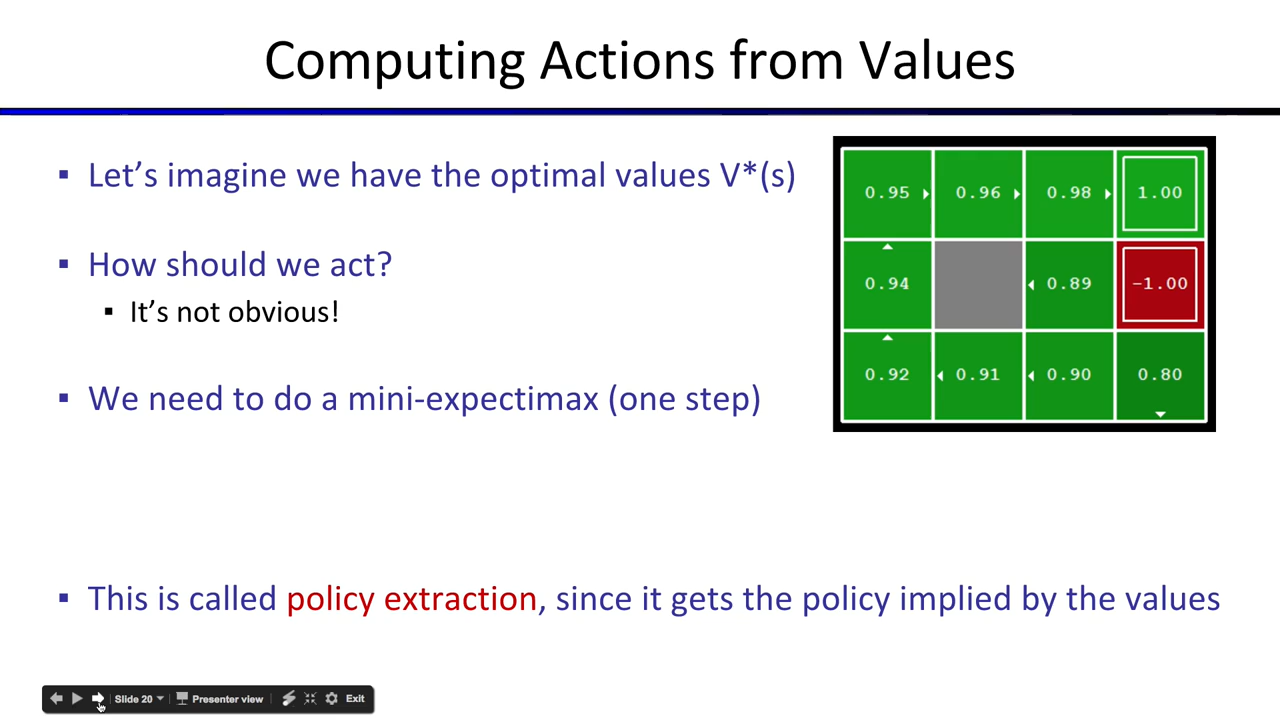 Computing Actions from Values
▪ Let’s imagine we have the optimal values V*(s)
▪ How should we act?
▪ It’s not obvious!
▪ We need to do a mini-expectimax (one step)
0.95 0.96 0.98 1.00
0.94 0.89 -1.00
0.92 0.91 0.90 0.80
▪ This is called policy extraction, since it gets the policy implied by the values
Slide 20 Presenter view Exit